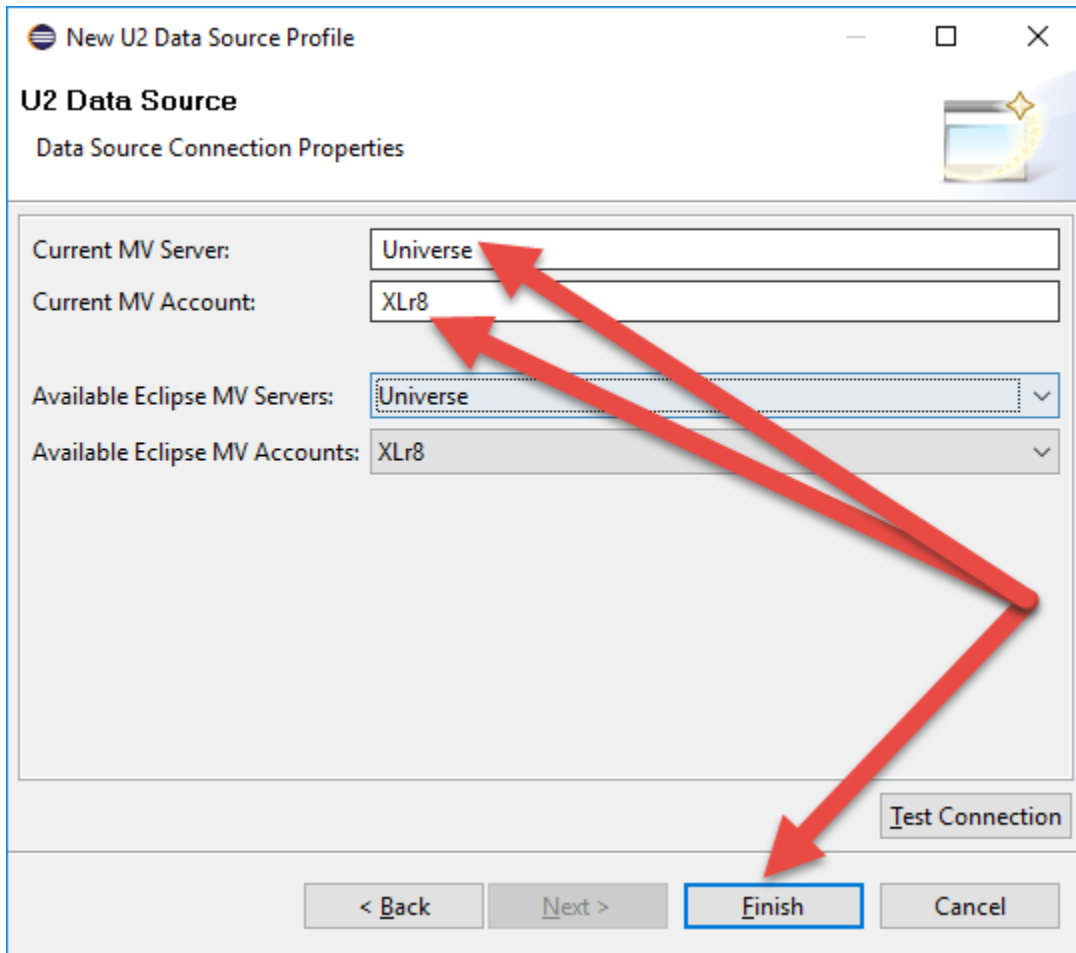 New U2 Data Source Profile
U2 Data Source
Data Source Connection Properties
Current MV Server: Universe
Current MV Account: XLr8
Available Eclipse MV Servers: Universe
Available Eclipse MV Accounts: XLr8
Test Connection
< Back Next > Finish Cancel